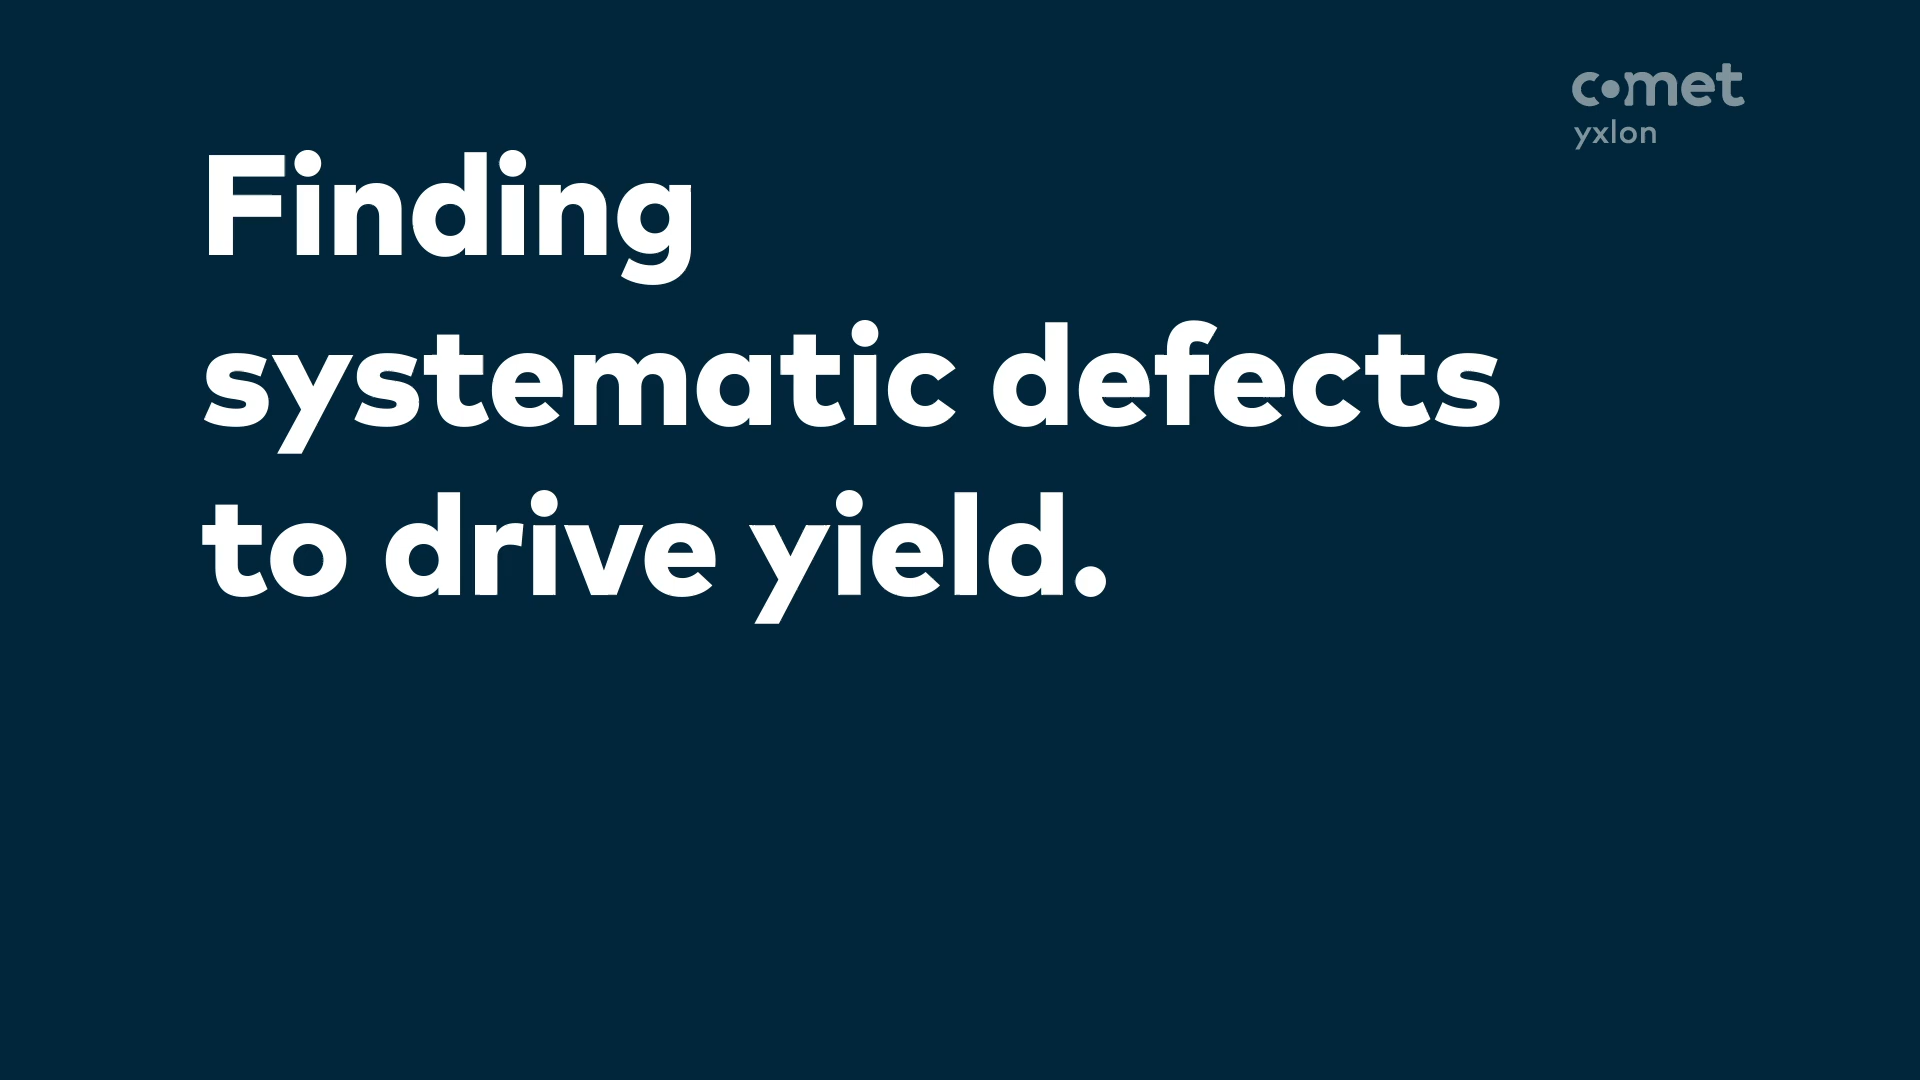 comet
yxlon
Finding
systematic defects
to drive yield.